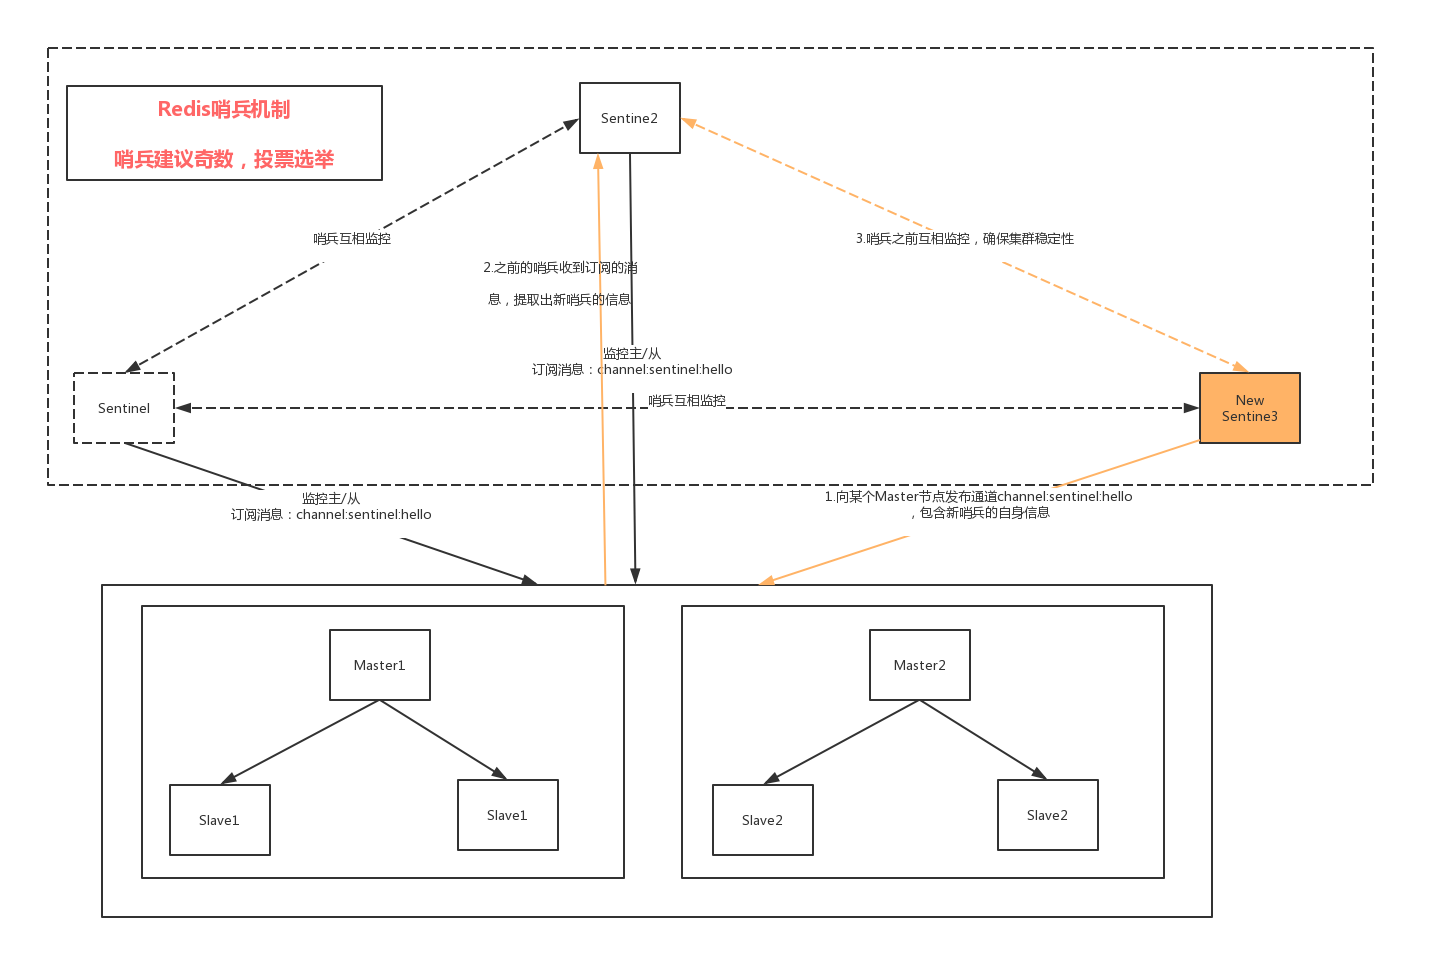 Redis哨兵机制
哨兵建议奇数，投票选举
Sentine2
哨兵互相监控
3.哨兵之前互相监控，确保集群稳定性
2.之前的哨兵收到订阅的消
息，提取出新哨兵的信息
监控主/从
订阅消息：channel:sentinel:hello
哨兵互相监控
Sentinel
New
Sentine3
监控主/从
订阅消息：channel:sentinel:hello
1.向某个Master节点发布通道channel:sentinel:hello
，包含新哨兵的自身信息
Master1
Master2
Slave1
Slave1
Slave2
Slave2